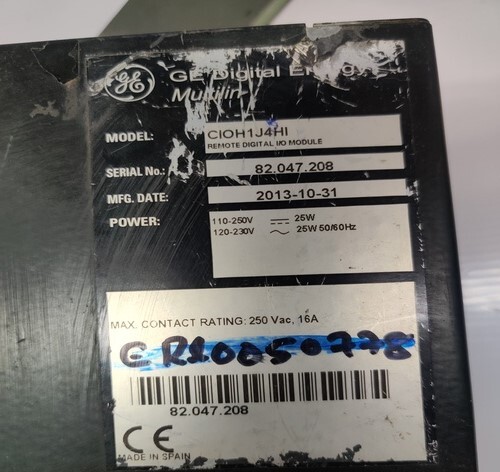 GE
GE Digital Energy
Multilin
MODEL: CIOH1J4HI
REMOTE DIGITAL I/O MODULE
SERIAL No.: 82.047.208
MFG. DATE: 2013-10-31
POWER: 110-250V ⎓ 25W
120-230V ∼ 25W 50/60Hz
MAX. CONTACT RATING: 250 Vac, 16A
GR10050778
82.047.208
CE
MADE IN SPAIN